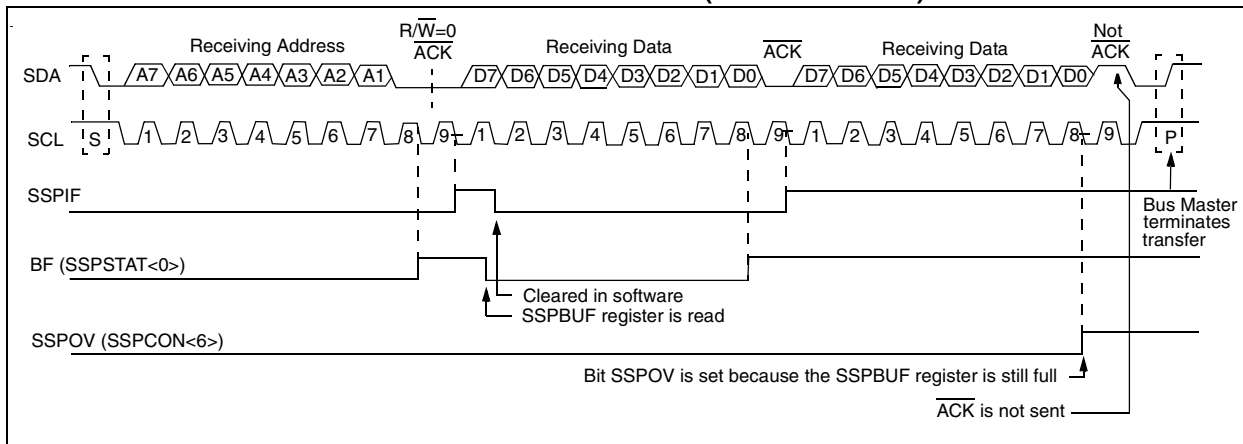 R/W=0
Receiving Address ACK Receiving Data ACK Receiving Data Not ACK
SDA A7 A6 A5 A4 A3 A2 A1 D7 D6 D5 D4 D3 D2 D1 D0 D7 D6 D5 D4 D3 D2 D1 D0
SCL S 1 2 3 4 5 6 7 8 9 1 2 3 4 5 6 7 8 9 1 2 3 4 5 6 7 8 9 P
SSPIF
Bus Master
terminates
transfer
BF (SSPSTAT<0>)
Cleared in software
SSPBUF register is read
SSPOV (SSPCON<6>)
Bit SSPOV is set because the SSPBUF register is still full
ACK is not sent